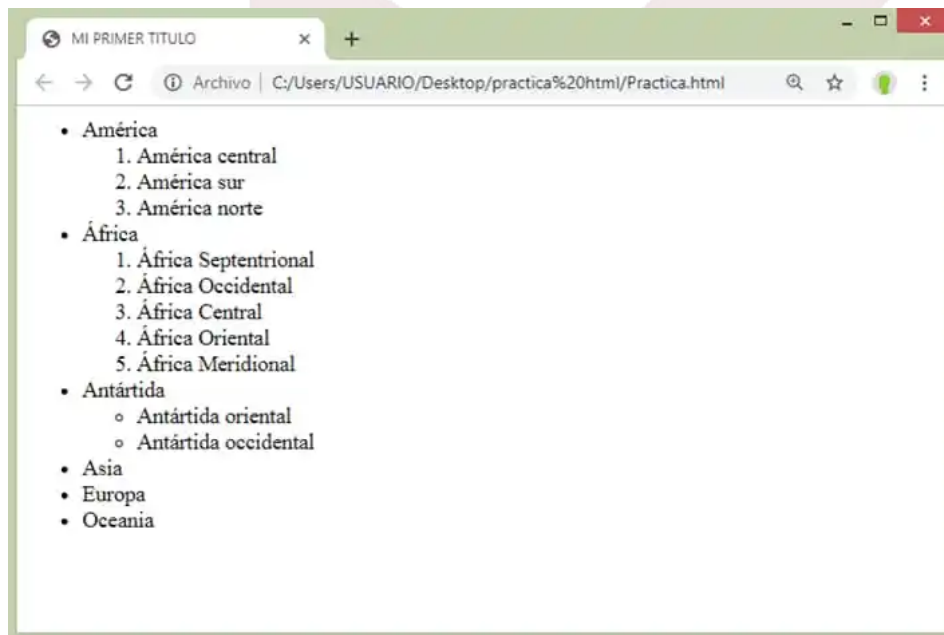 MI PRIMER TITULO
Archivo | C:/Users/USUARIO/Desktop/practica%20html/Practica.html
• América
1. América central
2. América sur
3. América norte
• África
1. África Septentrional
2. África Occidental
3. África Central
4. África Oriental
5. África Meridional
• Antártida
◦ Antártida oriental
◦ Antártida occidental
• Asia
• Europa
• Oceania